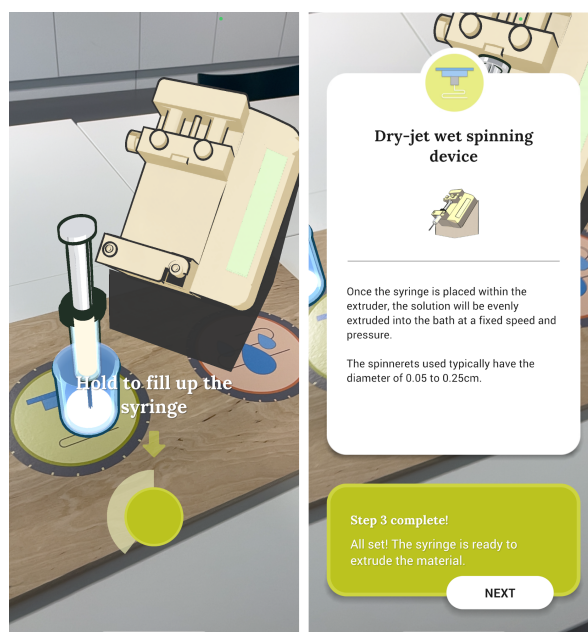 Hold to fill up the
syringe
Dry-jet wet spinning
device
Once the syringe is placed within the
extruder, the solution will be evenly
extruded into the bath at a fixed speed and
pressure.
The spinnerets used typically have the
diameter of 0.05 to 0.25cm.
Step 3 complete!
All set! The syringe is ready to
extrude the material.
NEXT